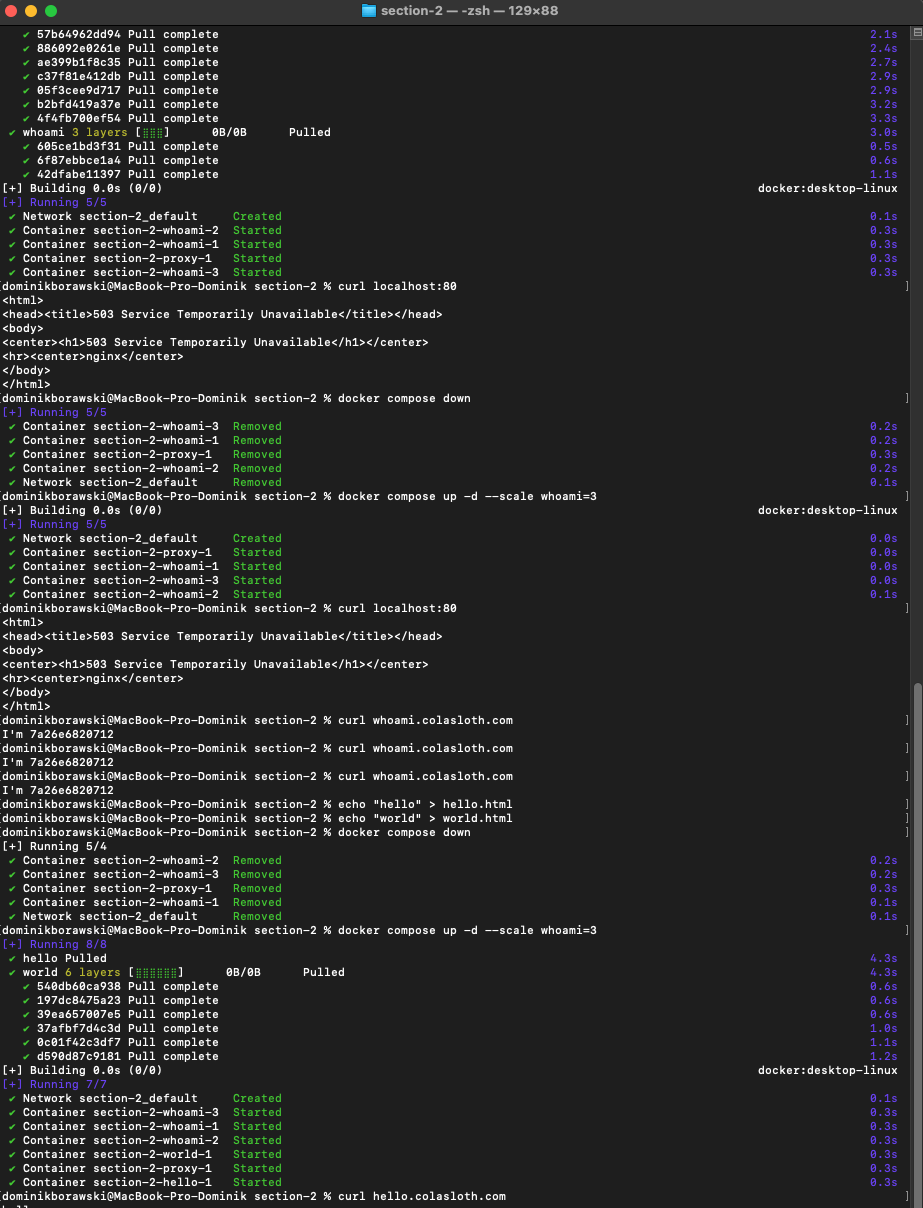 section-2 — -zsh — 129×88
✔ 57b64962dd94 Pull complete 2.1s
✔ 886092e0261e Pull complete 2.4s
✔ ae399b1f8c35 Pull complete 2.7s
✔ c37f81e412db Pull complete 2.9s
✔ 05f3cee9d717 Pull complete 2.9s
✔ b2bfd419a37e Pull complete 3.2s
✔ 4f4fb700ef54 Pull complete 3.3s
✔ whoami 3 layers [⣿⣿⣿] 0B/0B Pulled 3.0s
✔ 605ce1bd3f31 Pull complete 0.5s
✔ 6f87ebbce1a4 Pull complete 0.6s
✔ 42dfabe11397 Pull complete 1.1s
[+] Building 0.0s (0/0) docker:desktop-linux
[+] Running 5/5
✔ Network section-2_default Created 0.1s
✔ Container section-2-whoami-2 Started 0.3s
✔ Container section-2-whoami-1 Started 0.3s
✔ Container section-2-proxy-1 Started 0.3s
✔ Container section-2-whoami-3 Started 0.3s
[dominikborawski@MacBook-Pro-Dominik section-2 % curl localhost:80 ]
<html>
<head><title>503 Service Temporarily Unavailable</title></head>
<body>
<center><h1>503 Service Temporarily Unavailable</h1></center>
<hr><center>nginx</center>
</body>
</html>
[dominikborawski@MacBook-Pro-Dominik section-2 % docker compose down ]
[+] Running 5/5
✔ Container section-2-whoami-3 Removed 0.2s
✔ Container section-2-whoami-1 Removed 0.2s
✔ Container section-2-proxy-1 Removed 0.3s
✔ Container section-2-whoami-2 Removed 0.2s
✔ Network section-2_default Removed 0.1s
[dominikborawski@MacBook-Pro-Dominik section-2 % docker compose up -d --scale whoami=3 ]
[+] Building 0.0s (0/0) docker:desktop-linux
[+] Running 5/5
✔ Network section-2_default Created 0.0s
✔ Container section-2-proxy-1 Started 0.0s
✔ Container section-2-whoami-1 Started 0.0s
✔ Container section-2-whoami-3 Started 0.0s
✔ Container section-2-whoami-2 Started 0.1s
[dominikborawski@MacBook-Pro-Dominik section-2 % curl localhost:80 ]
<html>
<head><title>503 Service Temporarily Unavailable</title></head>
<body>
<center><h1>503 Service Temporarily Unavailable</h1></center>
<hr><center>nginx</center>
</body>
</html>
[dominikborawski@MacBook-Pro-Dominik section-2 % curl whoami.colasloth.com ]
I'm 7a26e6820712
[dominikborawski@MacBook-Pro-Dominik section-2 % curl whoami.colasloth.com ]
I'm 7a26e6820712
[dominikborawski@MacBook-Pro-Dominik section-2 % curl whoami.colasloth.com ]
I'm 7a26e6820712
[dominikborawski@MacBook-Pro-Dominik section-2 % echo "hello" > hello.html ]
[dominikborawski@MacBook-Pro-Dominik section-2 % echo "world" > world.html ]
[dominikborawski@MacBook-Pro-Dominik section-2 % docker compose down ]
[+] Running 5/4
✔ Container section-2-whoami-2 Removed 0.2s
✔ Container section-2-whoami-3 Removed 0.2s
✔ Container section-2-proxy-1 Removed 0.3s
✔ Container section-2-whoami-1 Removed 0.1s
✔ Network section-2_default Removed 0.1s
[dominikborawski@MacBook-Pro-Dominik section-2 % docker compose up -d --scale whoami=3 ]
[+] Running 8/8
✔ hello Pulled 4.3s
✔ world 6 layers [⣿⣿⣿⣿⣿⣿] 0B/0B Pulled 4.3s
✔ 540db60ca938 Pull complete 0.6s
✔ 197dc8475a23 Pull complete 0.6s
✔ 39ea657007e5 Pull complete 0.6s
✔ 37afbf7d4c3d Pull complete 1.0s
✔ 0c01f42c3df7 Pull complete 1.1s
✔ d590d87c9181 Pull complete 1.2s
[+] Building 0.0s (0/0) docker:desktop-linux
[+] Running 7/7
✔ Network section-2_default Created 0.1s
✔ Container section-2-whoami-3 Started 0.3s
✔ Container section-2-whoami-1 Started 0.3s
✔ Container section-2-whoami-2 Started 0.3s
✔ Container section-2-world-1 Started 0.3s
✔ Container section-2-proxy-1 Started 0.3s
✔ Container section-2-hello-1 Started 0.3s
[dominikborawski@MacBook-Pro-Dominik section-2 % curl hello.colasloth.com ]